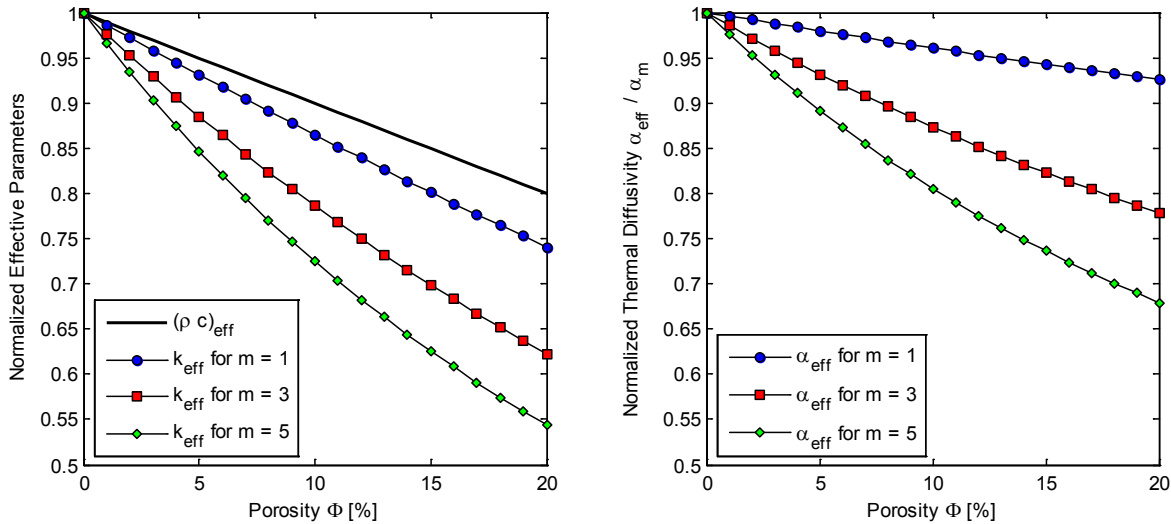 Normalized Effective Parameters
1
0.95
0.9
0.85
0.8
0.75
0.7
0.65
0.6
0.55
0.5
(ρ c)eff
keff for m = 1
keff for m = 3
keff for m = 5
0 5 10 15 20
Porosity Φ [%]
Normalized Thermal Diffusivity αeff / αm
1
0.95
0.9
0.85
0.8
0.75
0.7
0.65
0.6
0.55
0.5
αeff for m = 1
αeff for m = 3
αeff for m = 5
0 5 10 15 20
Porosity Φ [%]